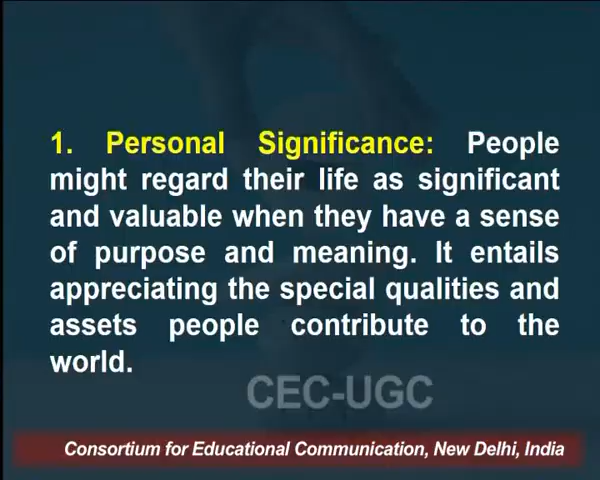 1. Personal Significance: People
might regard their life as significant
and valuable when they have a sense
of purpose and meaning. It entails
appreciating the special qualities and
assets people contribute to the
world.
CEC-UGC
Consortium for Educational Communication, New Delhi, India